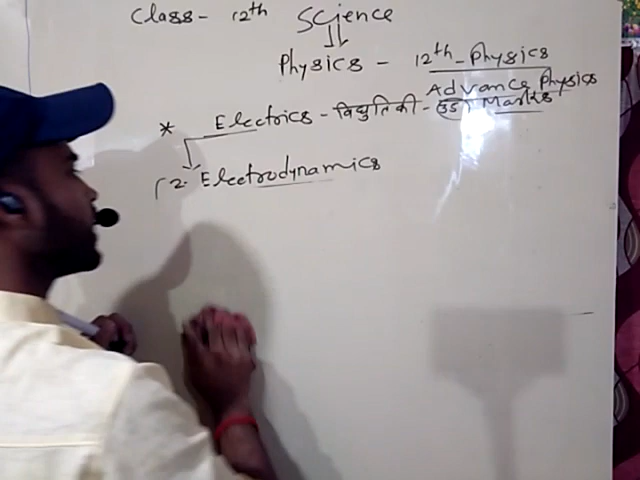 Class - 12th Science
Physics - 12th - Physics
Advance Physics
* Electrics - विद्युतिकी - 35 Marks
2. Electrodynamics